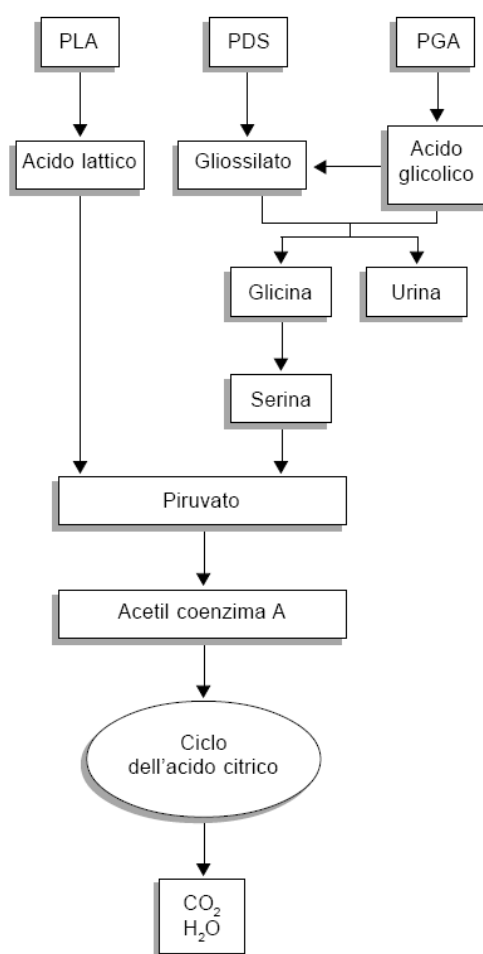 PLA
PDS
PGA
Acido lattico
Gliossilato
Acido
glicolico
Glicina
Urina
Serina
Piruvato
Acetil coenzima A
Ciclo
dell'acido citrico
CO₂
H₂O